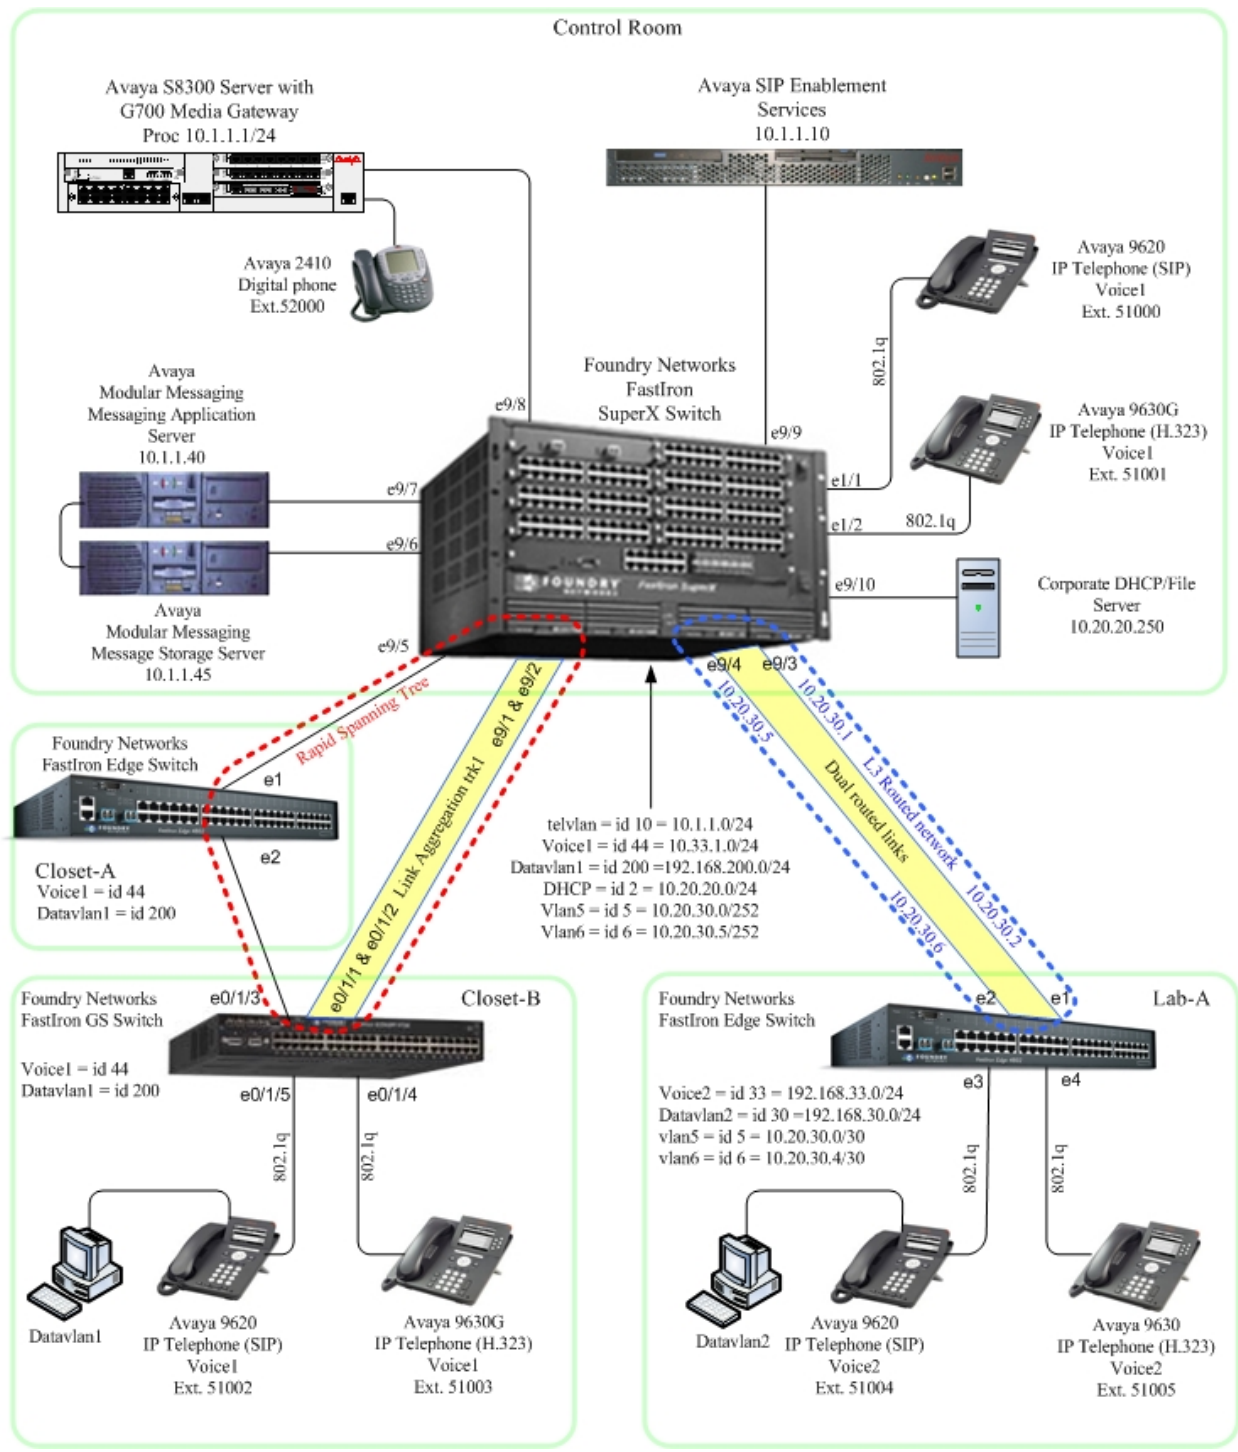 Control Room
Avaya S8300 Server with
G700 Media Gateway
Proc 10.1.1.1/24
Avaya SIP Enablement
Services
10.1.1.10
AVAYA
Avaya 2410
Digital phone
Ext.52000
Avaya 9620
IP Telephone (SIP)
Voice1
Ext. 51000
802.1q
Foundry Networks
FastIron
SuperX Switch
e9/8
e9/9
Avaya
Modular Messaging
Messaging Application
Server
10.1.1.40
Avaya 9630G
IP Telephone (H.323)
Voice1
Ext. 51001
e9/7
e1/1
e1/2
802.1q
e9/6
e9/10
FOUNDRY
NETWORKS
FastIron SuperX
Corporate DHCP/File
Server
10.20.20.250
Avaya
Modular Messaging
Message Storage Server
10.1.1.45
e9/5
Rapid Spanning Tree
e9/1 & e9/2
Link Aggregation trk1
e0/1/1 & e0/1/2
e9/4
e9/3
10.20.30.5
10.20.30.1
L3 Routed network
Dual routed links
10.20.30.6
10.20.30.2
Foundry Networks
FastIron Edge Switch
e1
FOUNDRY
e2
Closet-A
Voice1 = id 44
Datavlan1 = id 200
telvlan = id 10 = 10.1.1.0/24
Voice1 = id 44 = 10.33.1.0/24
Datavlan1 = id 200 =192.168.200.0/24
DHCP = id 2 = 10.20.20.0/24
Vlan5 = id 5 = 10.20.30.0/252
Vlan6 = id 6 = 10.20.30.5/252
Foundry Networks
FastIron GS Switch
e0/1/3
Closet-B
Voice1 = id 44
Datavlan1 = id 200
e0/1/5
e0/1/4
802.1q
802.1q
Datavlan1
Avaya 9620
IP Telephone (SIP)
Voice1
Ext. 51002
Avaya 9630G
IP Telephone (H.323)
Voice1
Ext. 51003
Foundry Networks
FastIron Edge Switch
e2
e1
Lab-A
FOUNDRY
e3
e4
Voice2 = id 33 = 192.168.33.0/24
Datavlan2 = id 30 =192.168.30.0/24
vlan5 = id 5 = 10.20.30.0/30
vlan6 = id 6 = 10.20.30.4/30
802.1q
802.1q
Datavlan2
Avaya 9620
IP Telephone (SIP)
Voice2
Ext. 51004
Avaya 9630
IP Telephone (H.323)
Voice2
Ext. 51005